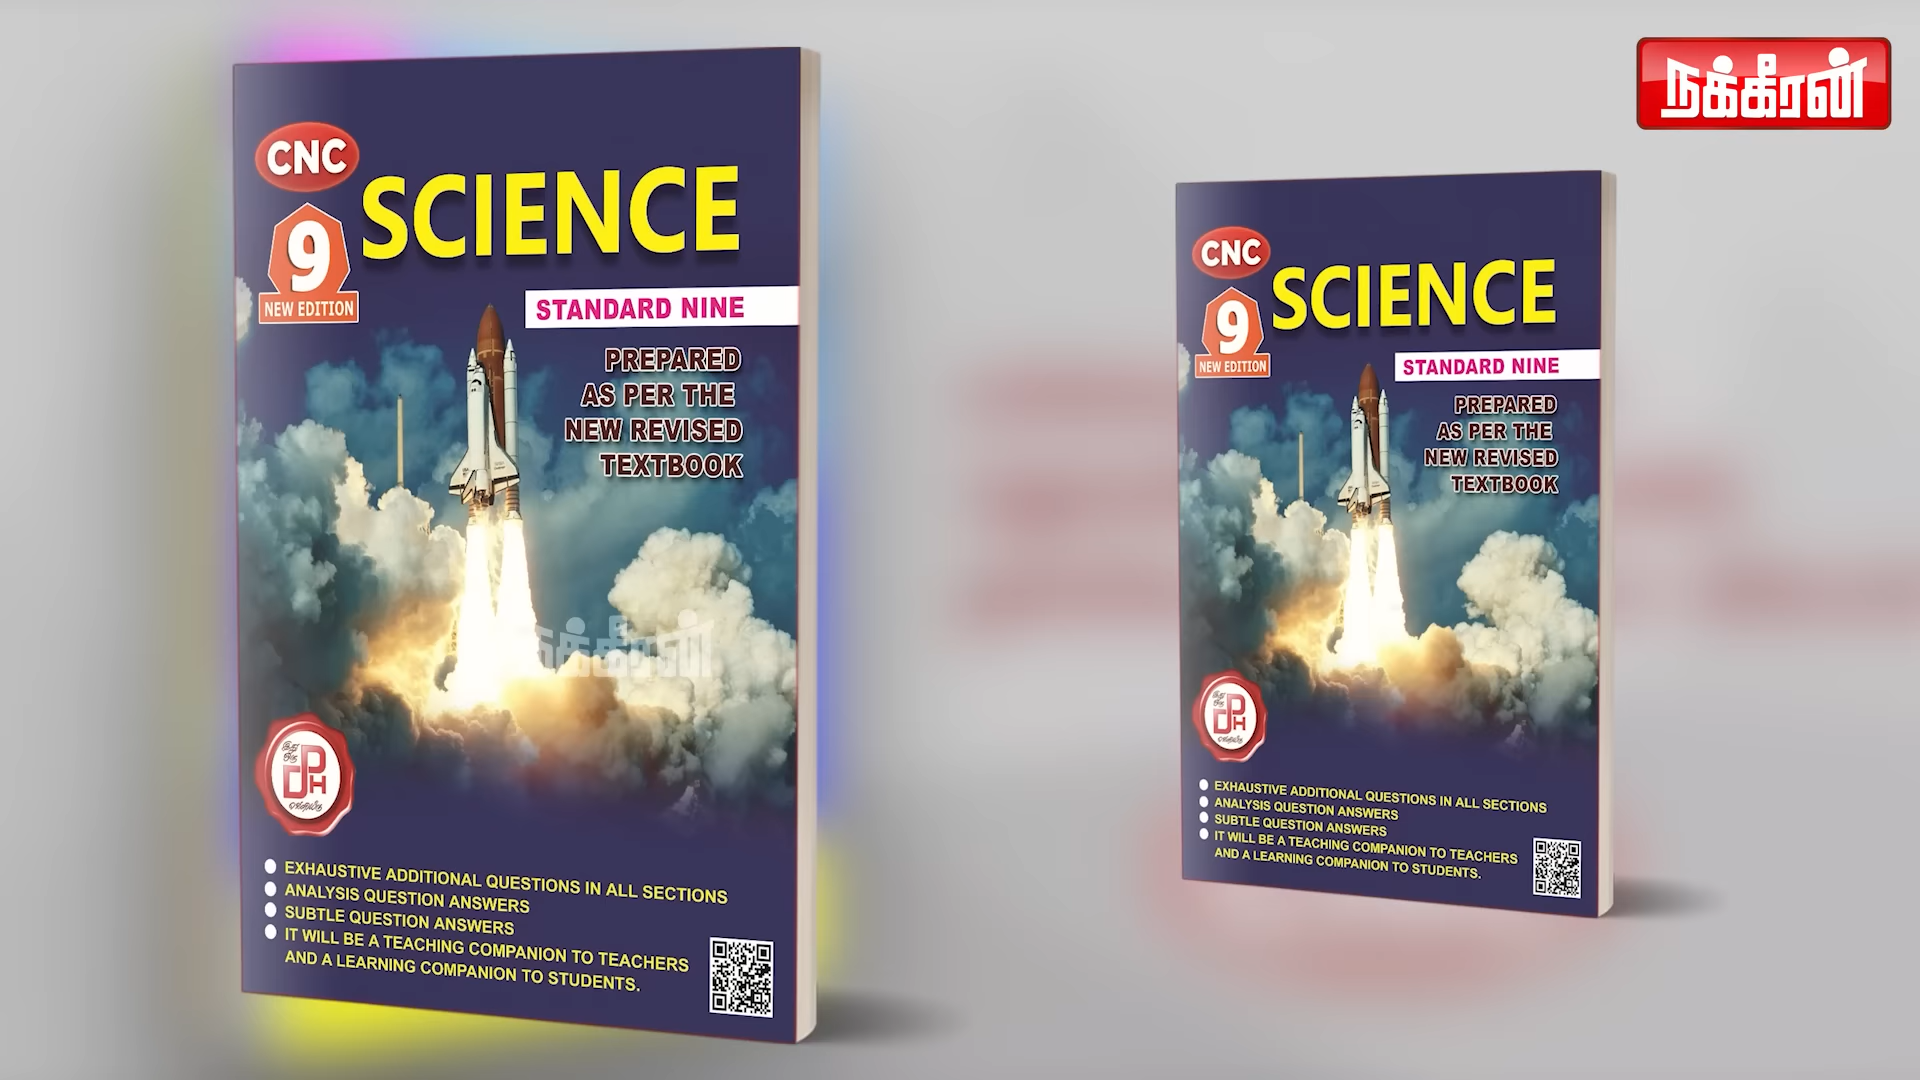 நக்கீரன்
CNC
SCIENCE
9
NEW EDITION
STANDARD NINE
PREPARED
AS PER THE
NEW REVISED
TEXTBOOK
நக்கீரன்
DPH
EXHAUSTIVE ADDITIONAL QUESTIONS IN ALL SECTIONS
ANALYSIS QUESTION ANSWERS
SUBTLE QUESTION ANSWERS
IT WILL BE A TEACHING COMPANION TO TEACHERS
AND A LEARNING COMPANION TO STUDENTS.
CNC
SCIENCE
9
NEW EDITION
STANDARD NINE
PREPARED
AS PER THE
NEW REVISED
TEXTBOOK
DPH
EXHAUSTIVE ADDITIONAL QUESTIONS IN ALL SECTIONS
ANALYSIS QUESTION ANSWERS
SUBTLE QUESTION ANSWERS
IT WILL BE A TEACHING COMPANION TO TEACHERS
AND A LEARNING COMPANION TO STUDENTS.